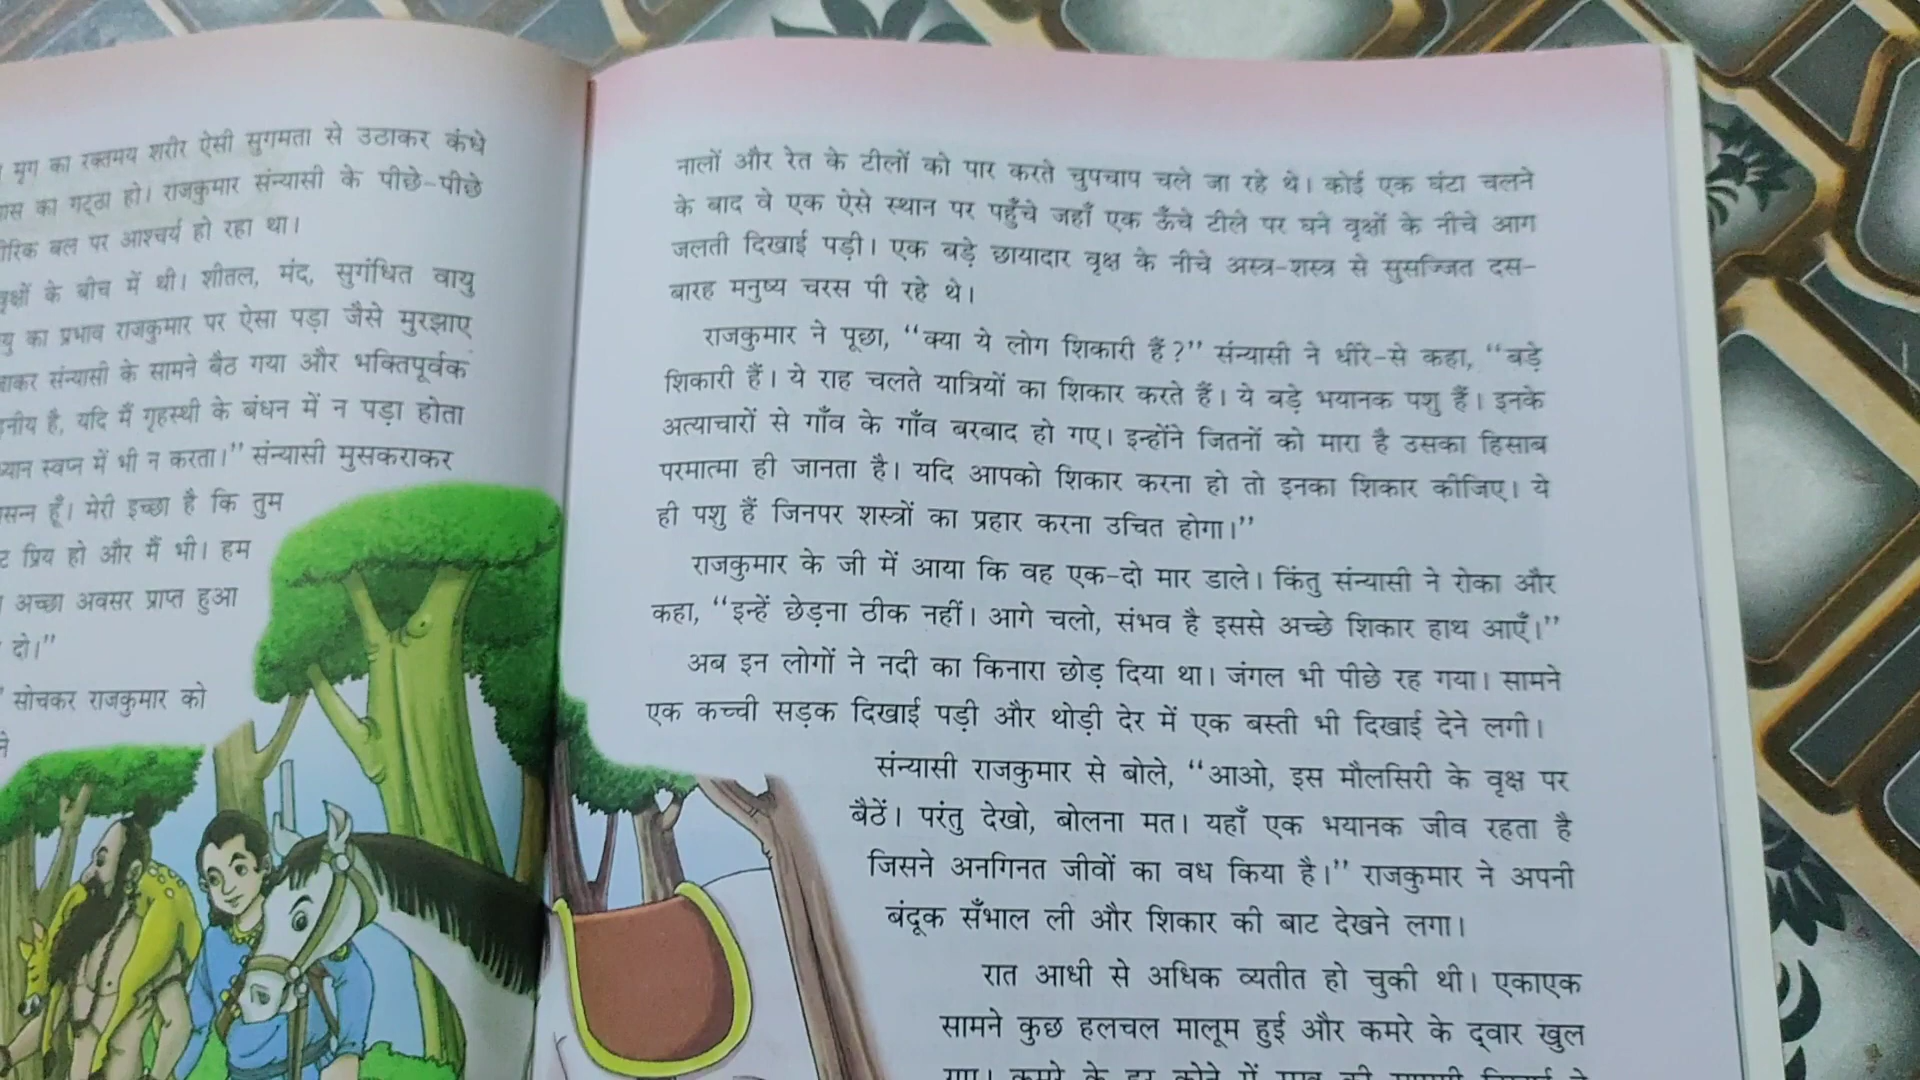 मृग का रक्तमय शरीर ऐसी सुगमता से उठाकर कंधे
का गट्ठा हो। राजकुमार संन्यासी के पीछे-पीछे
बल पर आश्चर्य हो रहा था।
के बीच में थी। शीतल, मंद, सुगंधित वायु
का प्रभाव राजकुमार पर ऐसा पड़ा जैसे मुरझाए
संन्यासी के सामने बैठ गया और भक्तिपूर्वक
है, यदि मैं गृहस्थी के बंधन में न पड़ा होता
स्वप्न में भी न करता।” संन्यासी मुसकराकर
हूँ। मेरी इच्छा है कि तुम
प्रिय हो और मैं भी। हम
अच्छा अवसर प्राप्त हुआ
दो।”
सोचकर राजकुमार को
नालों और रेत के टीलों को पार करते चुपचाप चले जा रहे थे। कोई एक घंटा चलने
के बाद वे एक ऐसे स्थान पर पहुँचे जहाँ एक ऊँचे टीले पर घने वृक्षों के नीचे आग
जलती दिखाई पड़ी। एक बड़े छायादार वृक्ष के नीचे अस्त्र-शस्त्र से सुसज्जित दस-
बारह मनुष्य चरस पी रहे थे।
राजकुमार ने पूछा, “क्या ये लोग शिकारी हैं?” संन्यासी ने धीरे-से कहा, “बड़े
शिकारी हैं। ये राह चलते यात्रियों का शिकार करते हैं। ये बड़े भयानक पशु हैं। इनके
अत्याचारों से गाँव के गाँव बरबाद हो गए। इन्होंने जितनों को मारा है उसका हिसाब
परमात्मा ही जानता है। यदि आपको शिकार करना हो तो इनका शिकार कीजिए। ये
ही पशु हैं जिनपर शस्त्रों का प्रहार करना उचित होगा।”
राजकुमार के जी में आया कि वह एक-दो मार डाले। किंतु संन्यासी ने रोका और
कहा, “इन्हें छेड़ना ठीक नहीं। आगे चलो, संभव है इससे अच्छे शिकार हाथ आएँ।”
अब इन लोगों ने नदी का किनारा छोड़ दिया था। जंगल भी पीछे रह गया। सामने
एक कच्ची सड़क दिखाई पड़ी और थोड़ी देर में एक बस्ती भी दिखाई देने लगी।
संन्यासी राजकुमार से बोले, “आओ, इस मौलसिरी के वृक्ष पर
बैठें। परंतु देखो, बोलना मत। यहाँ एक भयानक जीव रहता है
जिसने अनगिनत जीवों का वध किया है।” राजकुमार ने अपनी
बंदूक सँभाल ली और शिकार की बाट देखने लगा।
रात आधी से अधिक व्यतीत हो चुकी थी। एकाएक
सामने कुछ हलचल मालूम हुई और कमरे के द्वार खुल